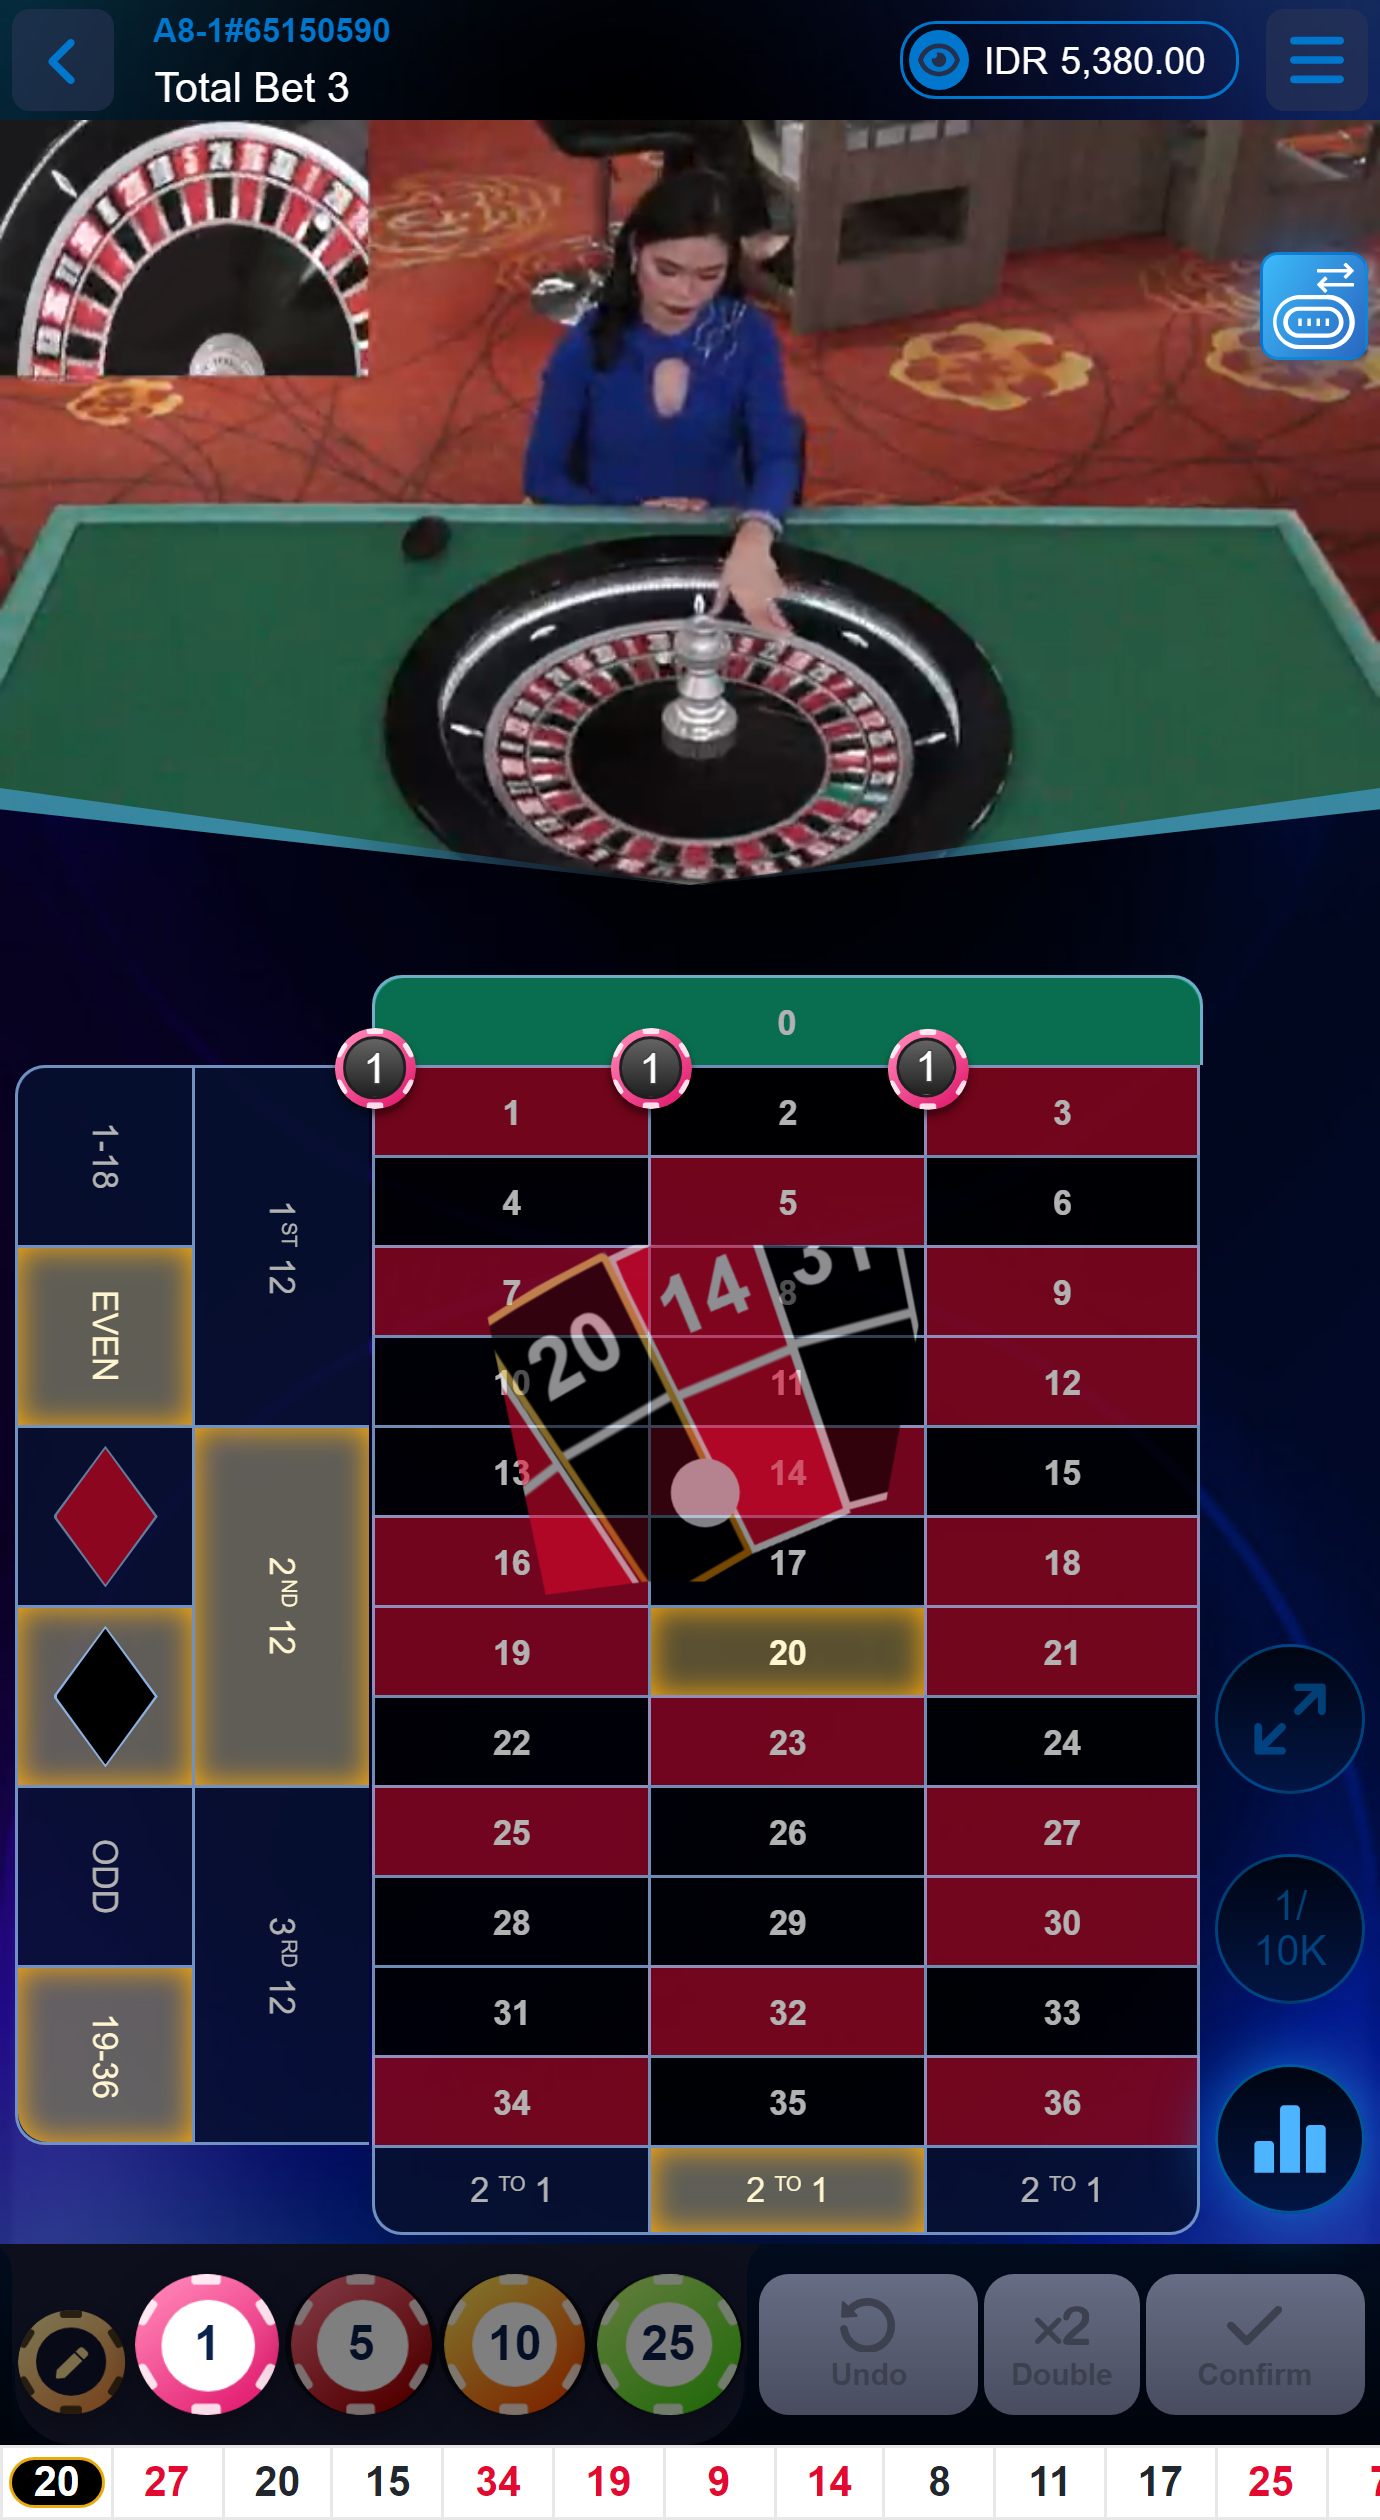 A8-1#65150590
Total Bet 3
IDR 5,380.00
0
1 1 1
1 2 3
4 5 6
7 8 9
10 11 12
13 14 15
16 17 18
19 20 21
22 23 24
25 26 27
28 29 30
31 32 33
34 35 36
2 TO 1 2 TO 1 2 TO 1
1-18
EVEN
ODD
19-36
1ST 12
2ND 12
3RD 12
20 14 31
1/
10K
1 5 10 25
Undo
x2
Double
Confirm
20 27 20 15 34 19 9 14 8 11 17 25